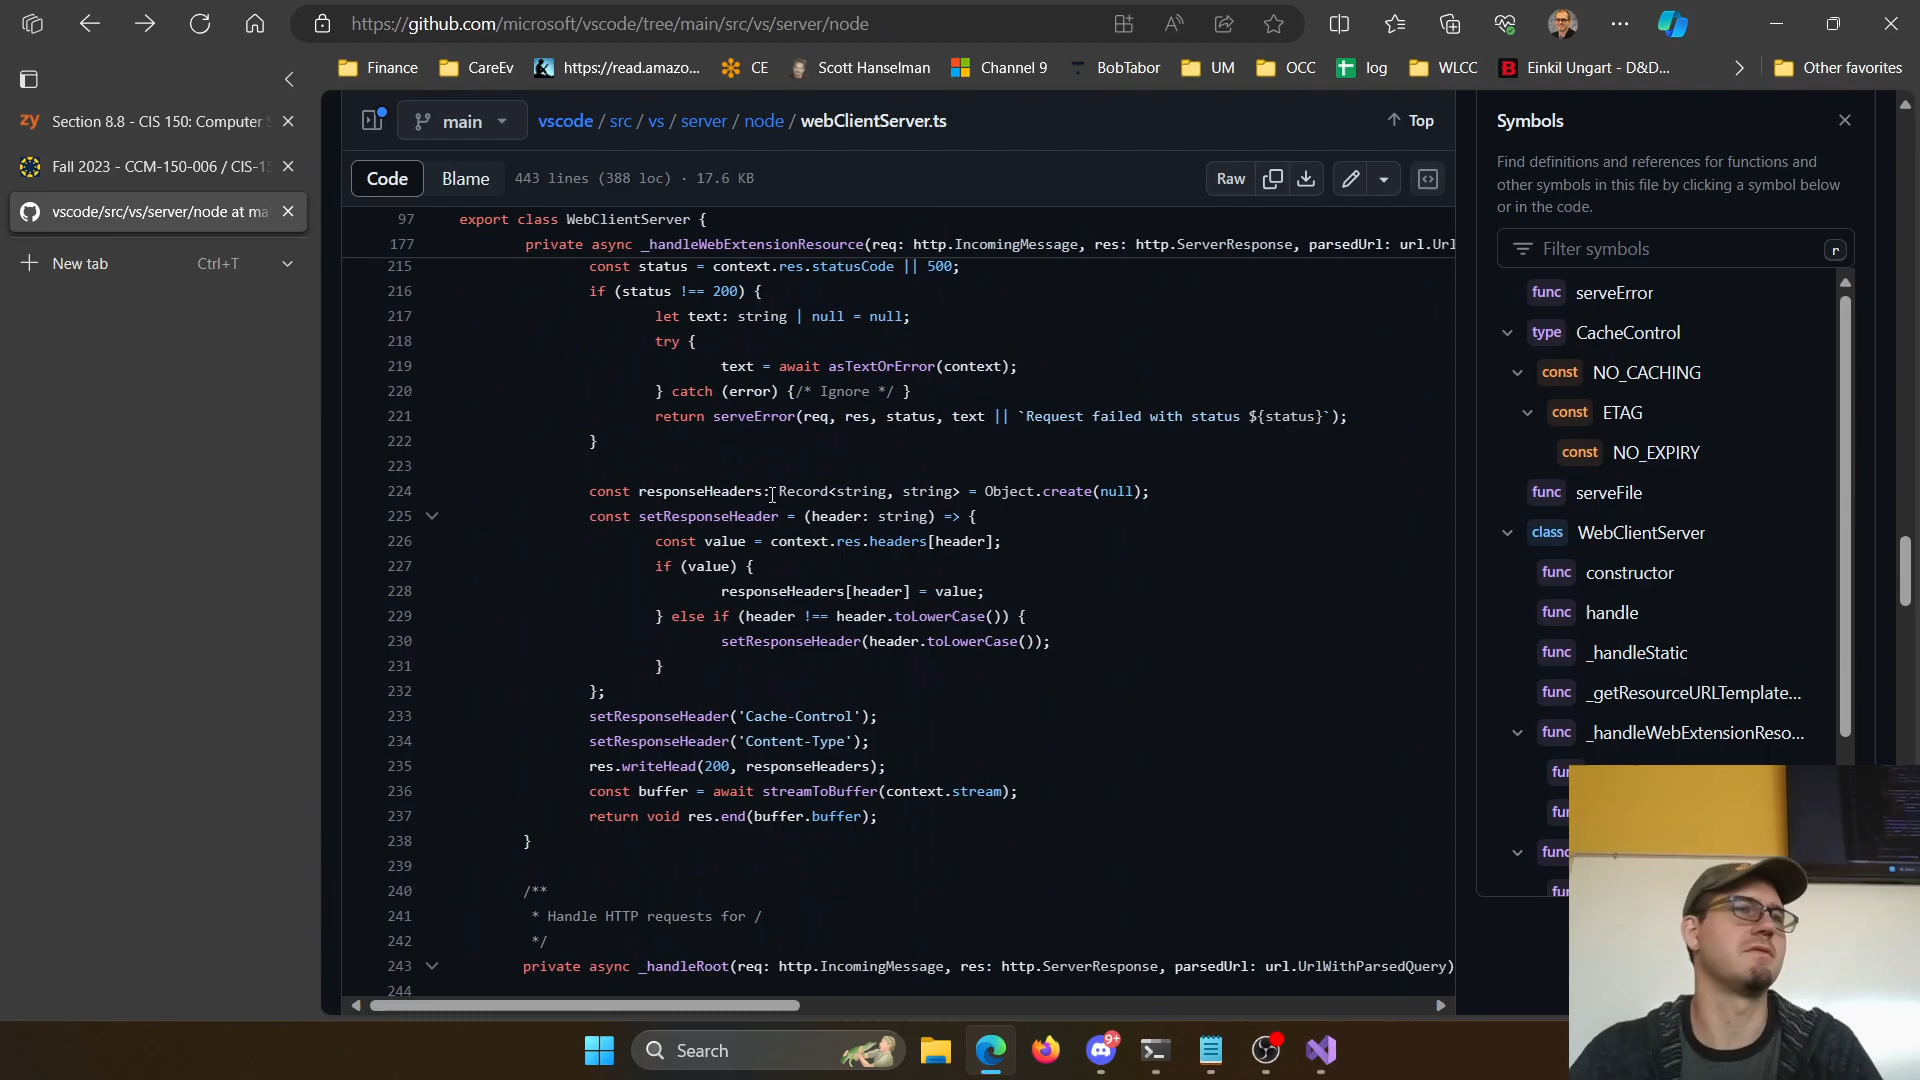 https://github.com/microsoft/vscode/tree/main/src/vs/server/node
Finance
CareEv
https://read.amazo...
CE
Scott Hanselman
Channel 9
BobTabor
UM
OCC
log
WLCC
Einkil Ungart - D&D...
Other favorites
zy Section 8.8 - CIS 150: Computer
Fall 2023 - CCM-150-006 / CIS-15
vscode/src/vs/server/node at ma
New tab Ctrl+T
main
vscode / src / vs / server / node / webClientServer.ts
Top
Code
Blame
443 lines (388 loc) · 17.6 KB
Raw
97 export class WebClientServer {
177 private async _handleWebExtensionResource(req: http.IncomingMessage, res: http.ServerResponse, parsedUrl: url.Url
215 const status = context.res.statusCode || 500;
216 if (status !== 200) {
217 let text: string | null = null;
218 try {
219 text = await asTextOrError(context);
220 } catch (error) {/* Ignore */ }
221 return serveError(req, res, status, text || `Request failed with status ${status}`);
222 }
223
224 const responseHeaders: Record<string, string> = Object.create(null);
225 const setResponseHeader = (header: string) => {
226 const value = context.res.headers[header];
227 if (value) {
228 responseHeaders[header] = value;
229 } else if (header !== header.toLowerCase()) {
230 setResponseHeader(header.toLowerCase());
231 }
232 };
233 setResponseHeader('Cache-Control');
234 setResponseHeader('Content-Type');
235 res.writeHead(200, responseHeaders);
236 const buffer = await streamToBuffer(context.stream);
237 return void res.end(buffer.buffer);
238 }
239
240 /**
241 * Handle HTTP requests for /
242 */
243 private async _handleRoot(req: http.IncomingMessage, res: http.ServerResponse, parsedUrl: url.UrlWithParsedQuery)
244
Symbols
Find definitions and references for functions and
other symbols in this file by clicking a symbol below
or in the code.
Filter symbols r
func serveError
type CacheControl
const NO_CACHING
const ETAG
const NO_EXPIRY
func serveFile
class WebClientServer
func constructor
func handle
func _handleStatic
func _getResourceURLTemplate...
func _handleWebExtensionReso...
fu
fu
func
fu
Search
9+